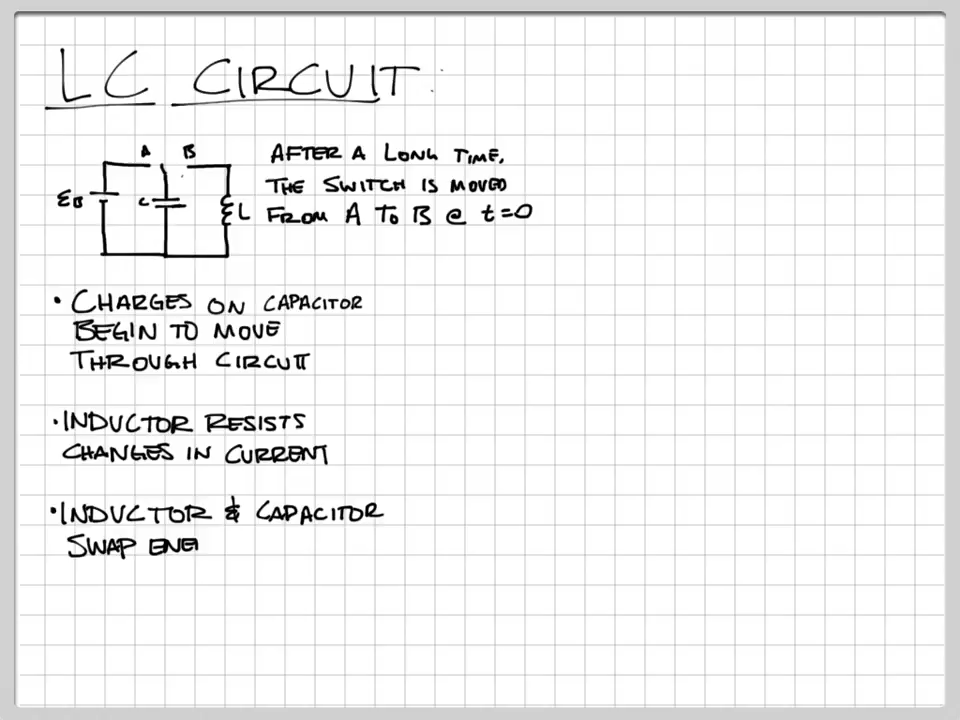 LC CIRCUIT:
A B
AFTER A LONG TIME,
THE SWITCH IS MOVED
FROM A TO B @ t=0
εB C L
• CHARGES ON CAPACITOR
BEGIN TO MOVE
THROUGH CIRCUIT
• INDUCTOR RESISTS
CHANGES IN CURRENT
• INDUCTOR & CAPACITOR
SWAP ENE